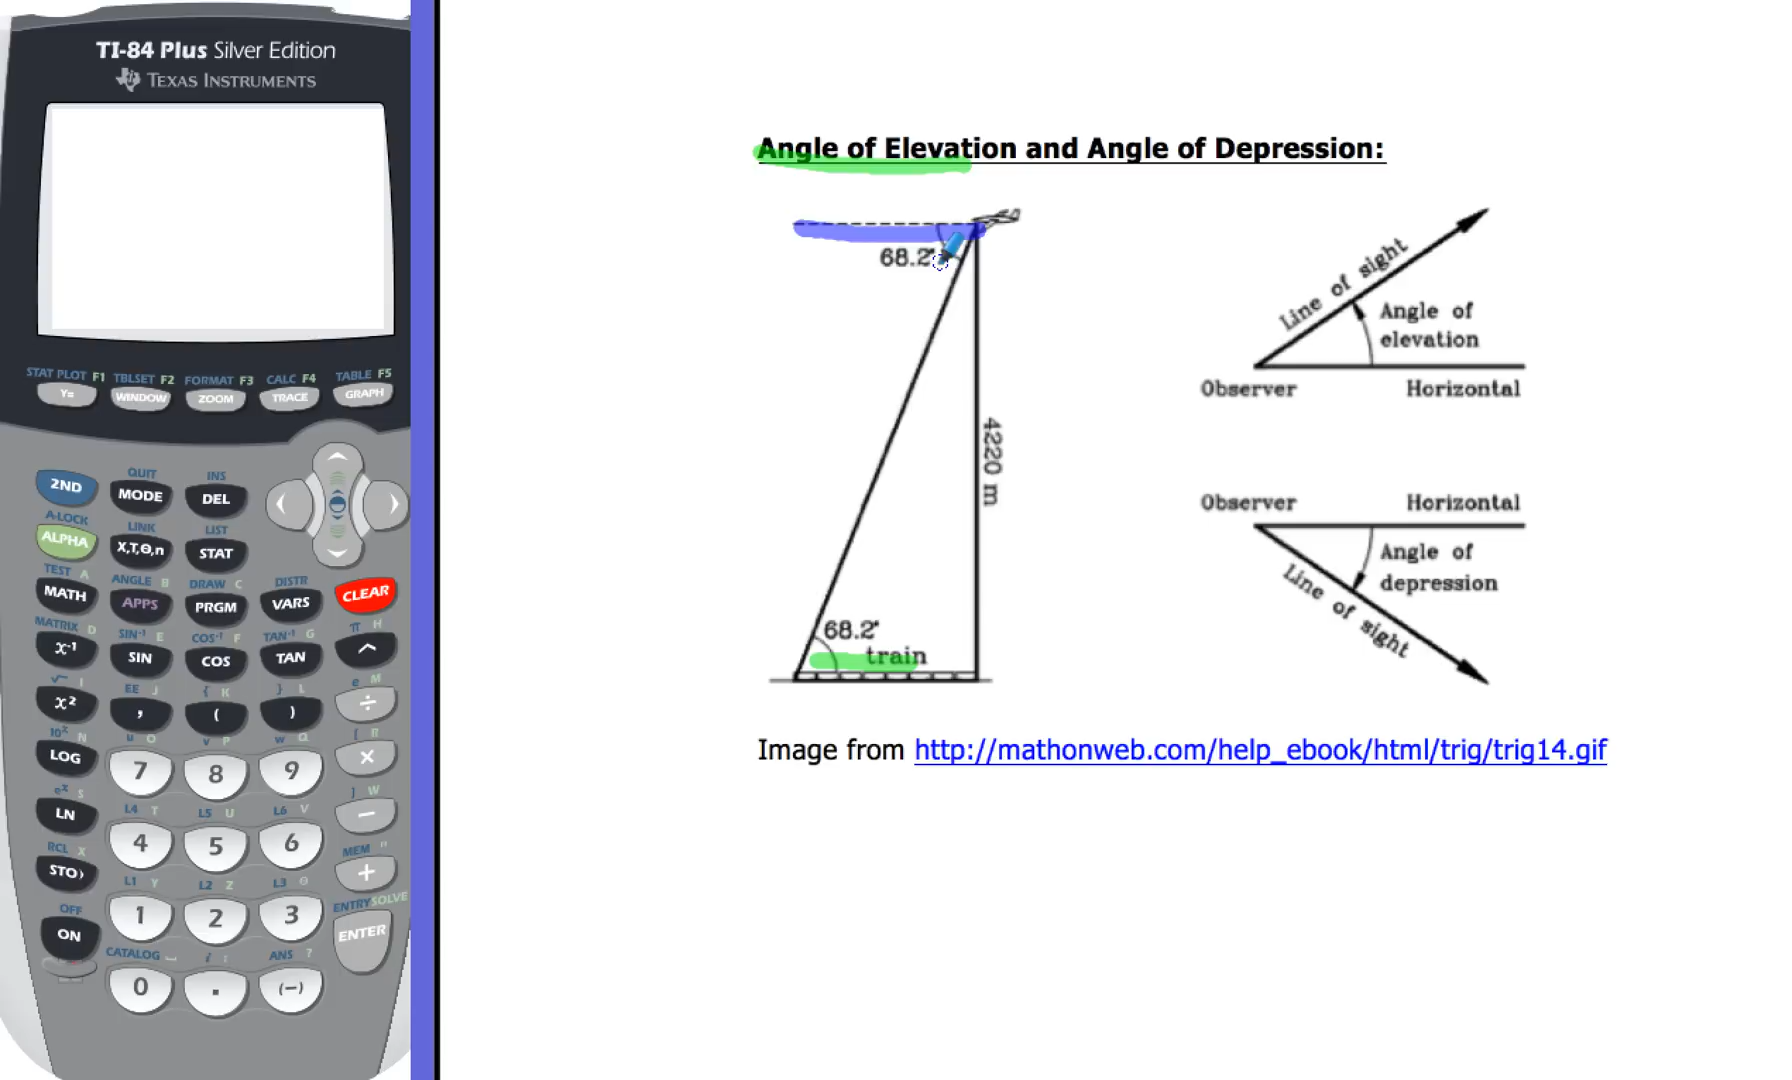 TI-84 Plus Silver Edition
TEXAS INSTRUMENTS
STAT PLOT F1 TBLSET F2 FORMAT F3 CALC F4 TABLE F5
Y= WINDOW ZOOM TRACE GRAPH
QUIT INS
2ND MODE DEL
A-LOCK LINK LIST
ALPHA X,T,Θ,n STAT
TEST A ANGLE B DRAW C DISTR
MATH APPS PRGM VARS CLEAR
MATRIX D SIN⁻¹ E COS⁻¹ F TAN⁻¹ G π H
x⁻¹ SIN COS TAN ^
√ I EE J { K } L e M
x² , ( ) ÷
10ˣ N u O v P w Q [ R
LOG 7 8 9 ×
eˣ S L4 T L5 U L6 V ] W
LN 4 5 6 −
RCL X L1 Y L2 Z L3 θ MEM "
STO› 1 2 3 +
OFF CATALOG ⎵ i : ANS ? ENTRY SOLVE
ON 0 . (−) ENTER
Angle of Elevation and Angle of Depression:
68.2°
4220 m
68.2°
train
Line of sight
Angle of
elevation
Observer Horizontal
Observer Horizontal
Angle of
depression
Line of sight
Image from http://mathonweb.com/help_ebook/html/trig/trig14.gif